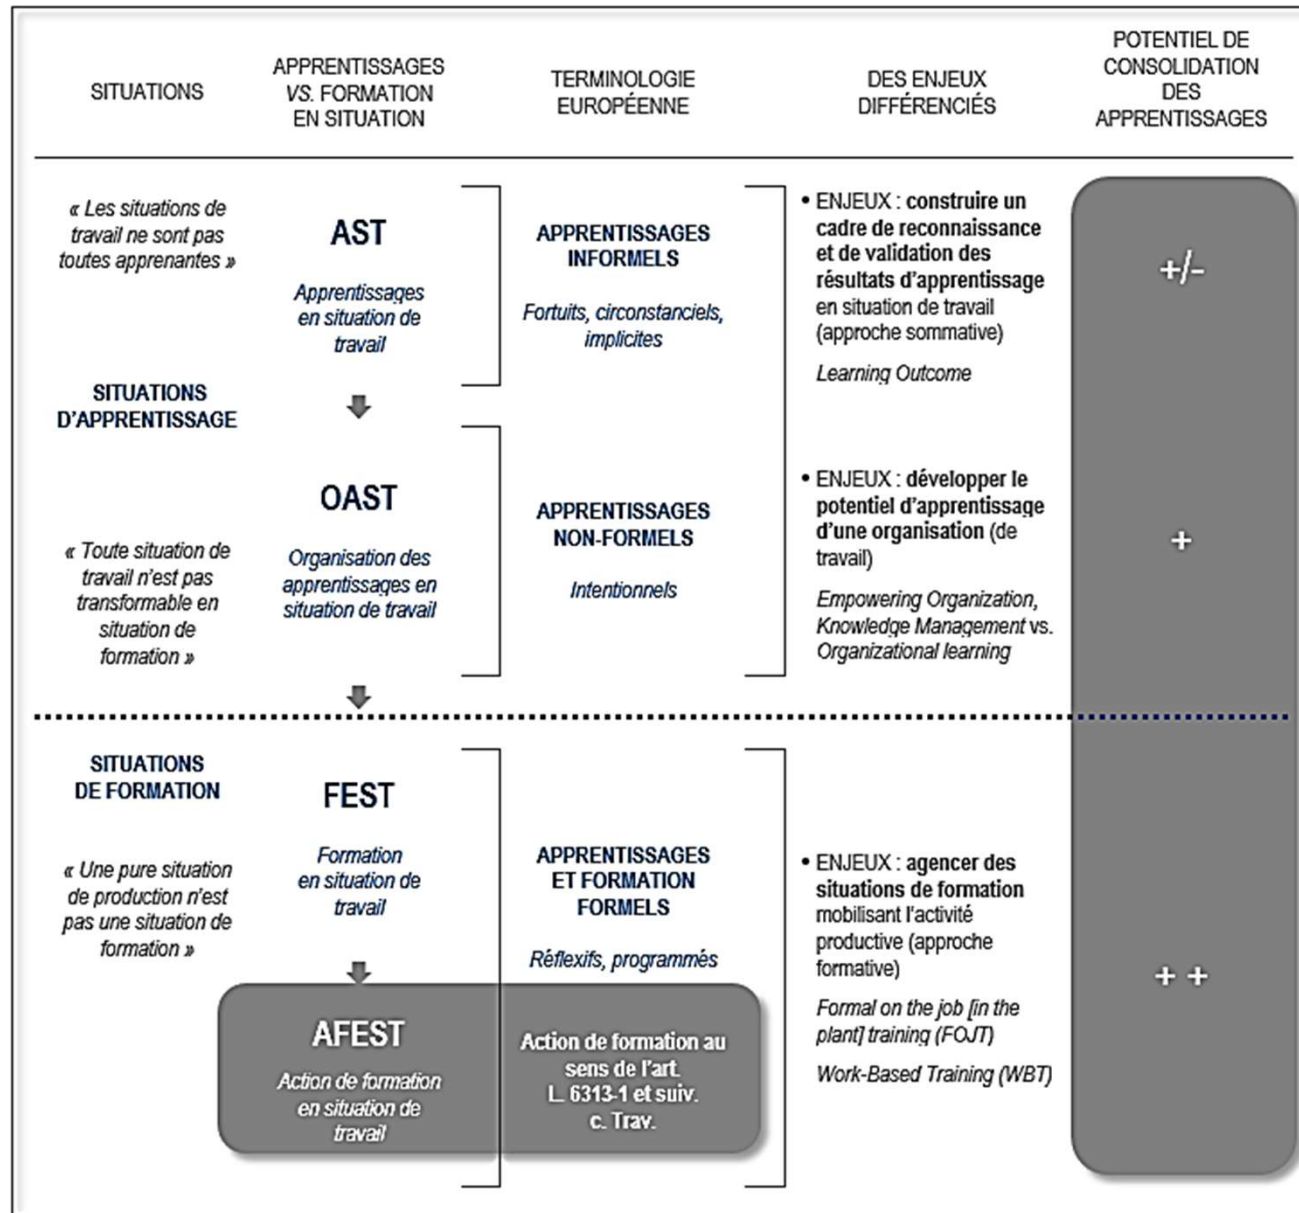 SITUATIONS
APPRENTISSAGES
VS. FORMATION
EN SITUATION
TERMINOLOGIE
EUROPÉENNE
DES ENJEUX
DIFFÉRENCIÉS
POTENTIEL DE
CONSOLIDATION
DES
APPRENTISSAGES
« Les situations de
travail ne sont pas
toutes apprenantes »
AST
Apprentissages
en situation de
travail
APPRENTISSAGES
INFORMELS
Fortuits, circonstanciels,
implicites
• ENJEUX : construire un
cadre de reconnaissance
et de validation des
résultats d'apprentissage
en situation de travail
(approche sommative)
Learning Outcome
+/-
SITUATIONS
D'APPRENTISSAGE
« Toute situation de
travail n'est pas
transformable en
situation de
formation »
OAST
Organisation des
apprentissages en
situation de travail
APPRENTISSAGES
NON-FORMELS
Intentionnels
• ENJEUX : développer le
potentiel d'apprentissage
d'une organisation (de
travail)
Empowering Organization,
Knowledge Management vs.
Organizational learning
+
SITUATIONS
DE FORMATION
« Une pure situation
de production n'est
pas une situation de
formation »
FEST
Formation
en situation de
travail
APPRENTISSAGES
ET FORMATION
FORMELS
Réflexifs, programmés
• ENJEUX : agencer des
situations de formation
mobilisant l'activité
productive (approche
formative)
Formal on the job [in the
plant] training (FOJT)
Work-Based Training (WBT)
+ +
AFEST
Action de formation
en situation de
travail
Action de formation au
sens de l'art.
L. 6313-1 et suiv.
c. Trav.